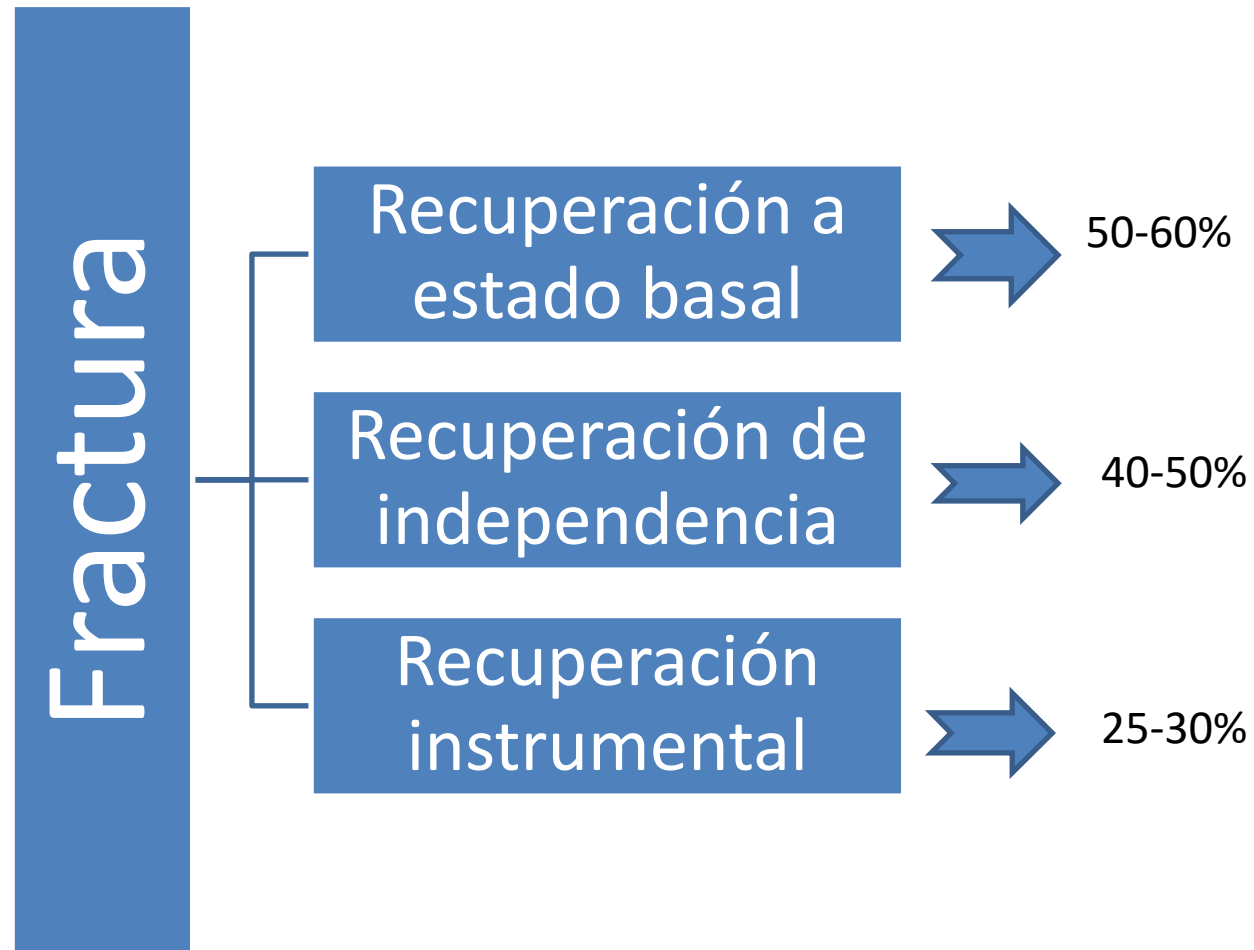 Fractura
Recuperación a
estado basal
50-60%
Recuperación de
independencia
40-50%
Recuperación
instrumental
25-30%